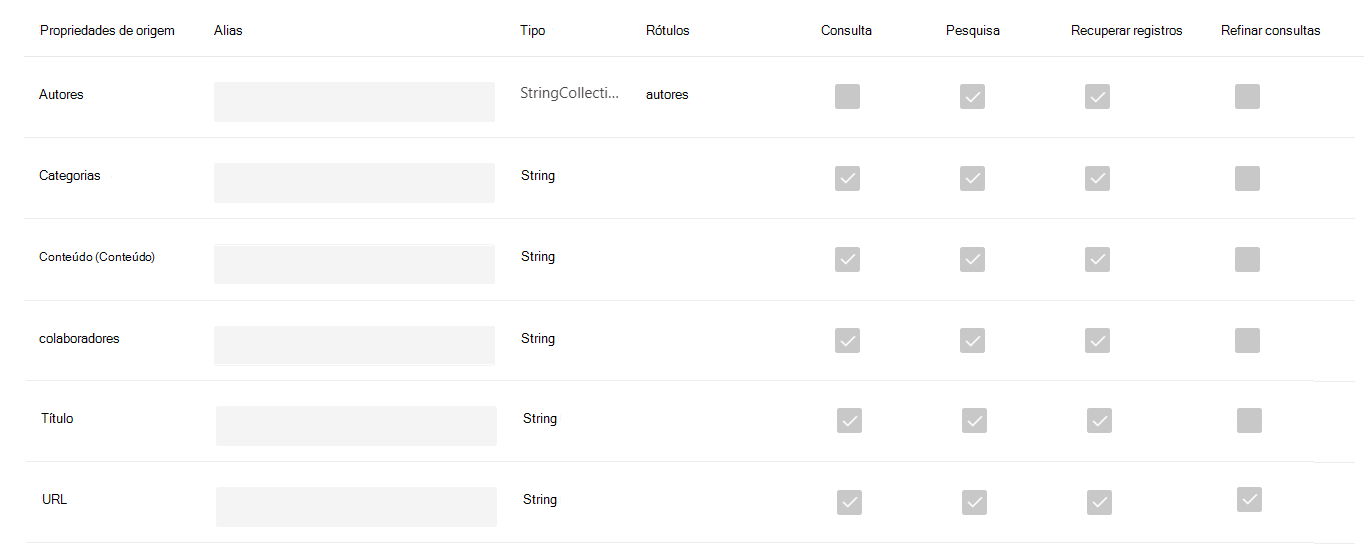 Propriedades de origem Alias Tipo Rótulos Consulta Pesquisa Recuperar registros Refinar consultas
Autores StringCollecti... autores
Categorias String
Conteúdo (Conteúdo) String
colaboradores String
Título String
URL String